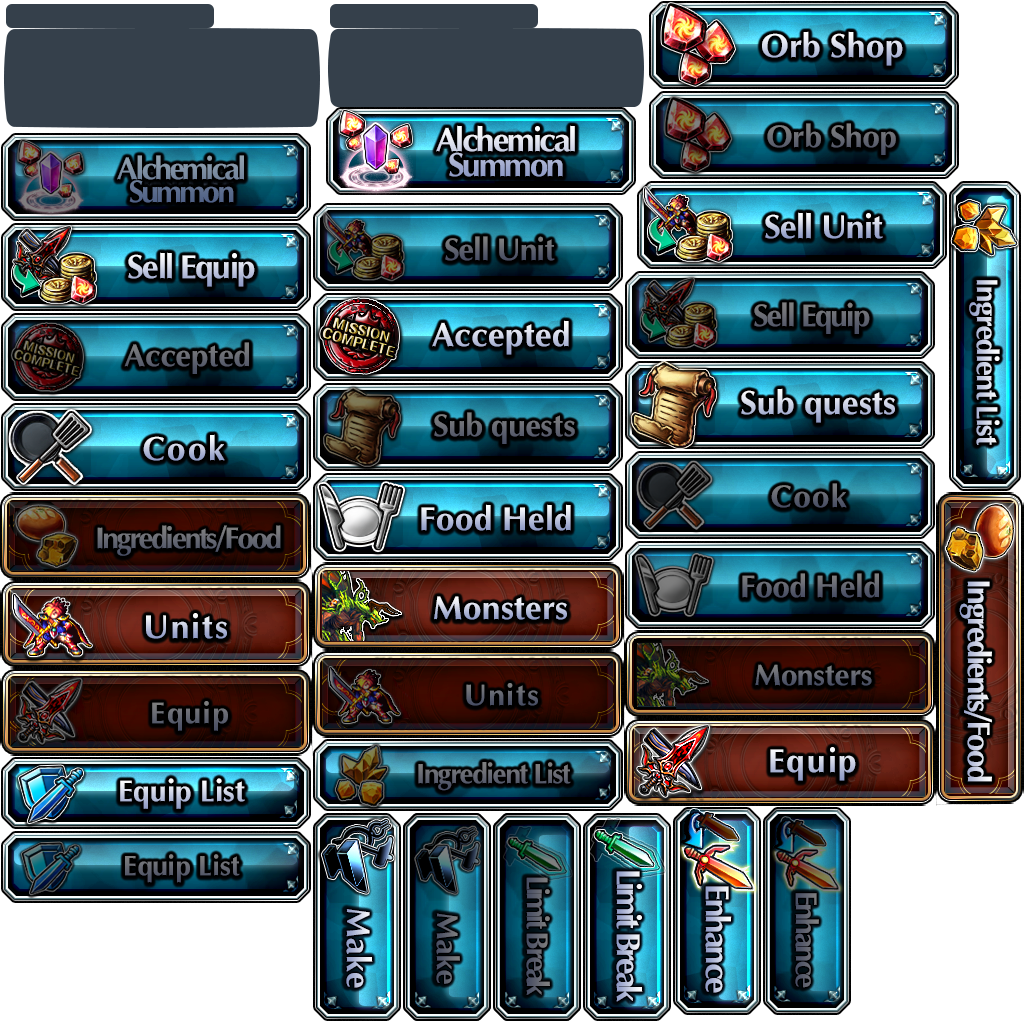 Orb Shop
Orb Shop
Alchemical
Summon
Alchemical
Summon
Sell Unit
Sell Equip
Sell Unit
Sell Equip
Accepted
MISSION
COMPLETE
Accepted
MISSION
COMPLETE
Sub quests
Sub quests
Cook
Cook
Food Held
Ingredients/Food
Food Held
Monsters
Units
Monsters
Units
Equip
Equip
Ingredient List
Equip List
Equip List
Ingredient List
Ingredients/Food
Make
Make
Limit Break
Limit Break
Enhance
Enhance